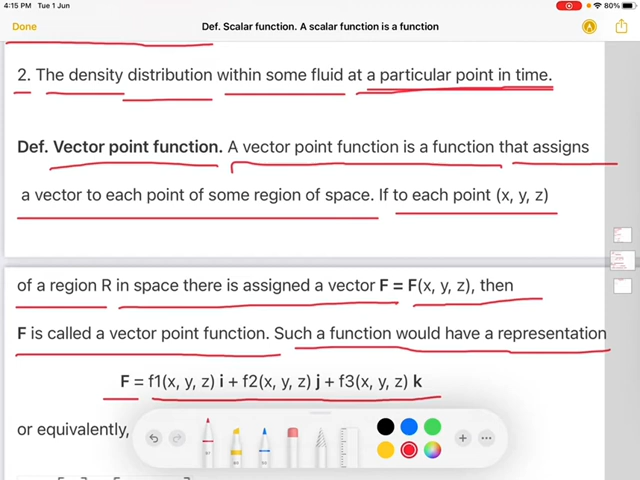 4:15 PM Tue 1 Jun
80%
Done
Def. Scalar function. A scalar function is a function
2. The density distribution within some fluid at a particular point in time.
Def. Vector point function. A vector point function is a function that assigns
a vector to each point of some region of space. If to each point (x, y, z)
of a region R in space there is assigned a vector F = F(x, y, z), then
F is called a vector point function. Such a function would have a representation
F = f1(x, y, z) i + f2(x, y, z) j + f3(x, y, z) k
or equivalently,